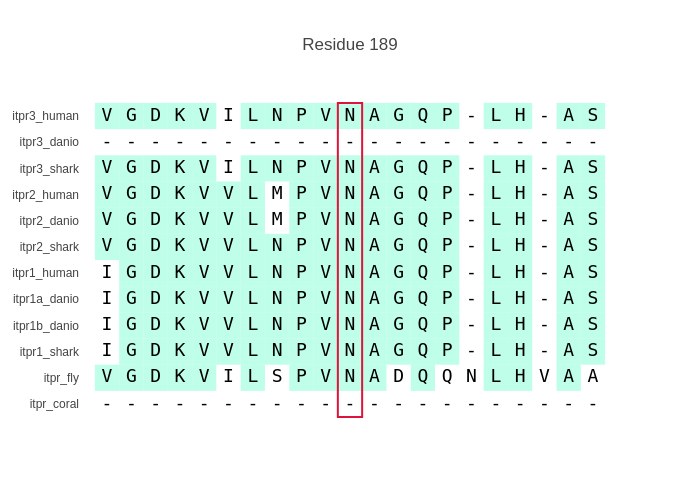 Residue 189
itpr3_human V G D K V I L N P V N A G Q P - L H - A S
itpr3_danio - - - - - - - - - - - - - - - - - - - - -
itpr3_shark V G D K V I L N P V N A G Q P - L H - A S
itpr2_human V G D K V V L M P V N A G Q P - L H - A S
itpr2_danio V G D K V V L M P V N A G Q P - L H - A S
itpr2_shark V G D K V V L N P V N A G Q P - L H - A S
itpr1_human I G D K V V L N P V N A G Q P - L H - A S
itpr1a_danio I G D K V V L N P V N A G Q P - L H - A S
itpr1b_danio I G D K V V L N P V N A G Q P - L H - A S
itpr1_shark I G D K V V L N P V N A G Q P - L H - A S
itpr_fly V G D K V I L S P V N A D Q Q N L H V A A
itpr_coral - - - - - - - - - - - - - - - - - - - - -